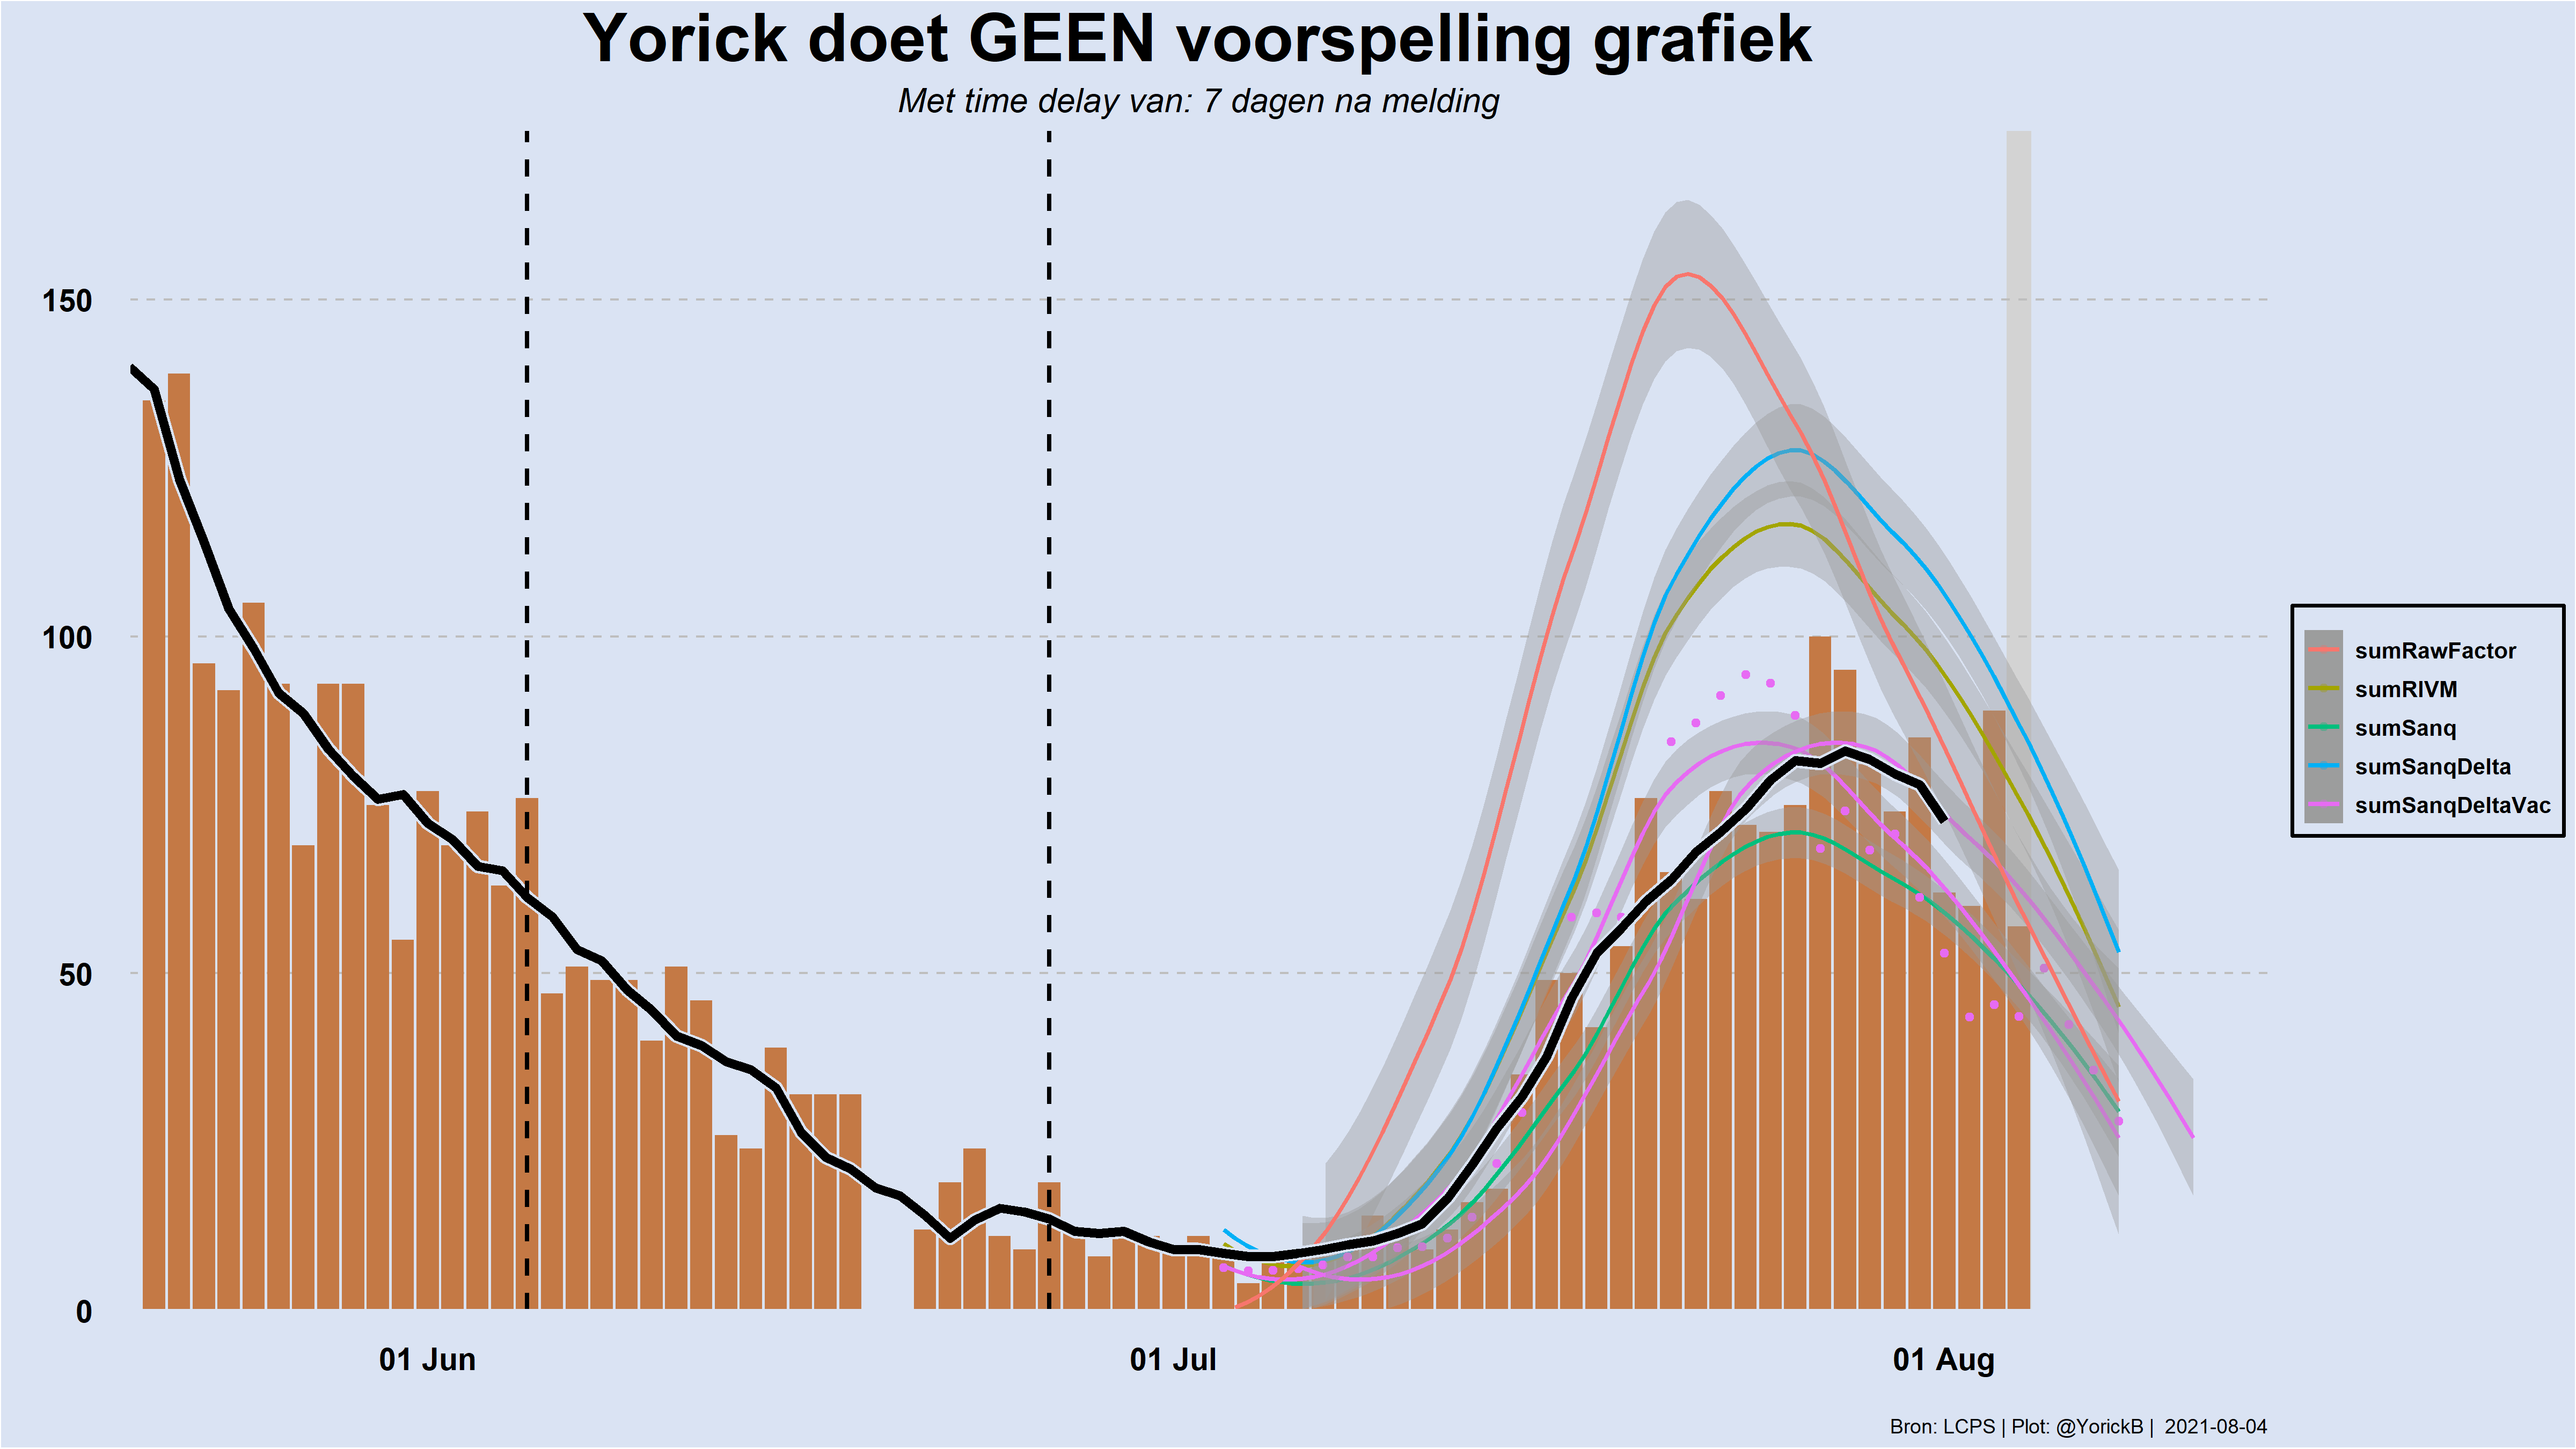 Yorick doet GEEN voorspelling grafiek
Met time delay van: 7 dagen na melding
150
100
50
0
01 Jun
01 Jul
01 Aug
sumRawFactor
sumRIVM
sumSanq
sumSanqDelta
sumSanqDeltaVac
Bron: LCPS | Plot: @YorickB | 2021-08-04